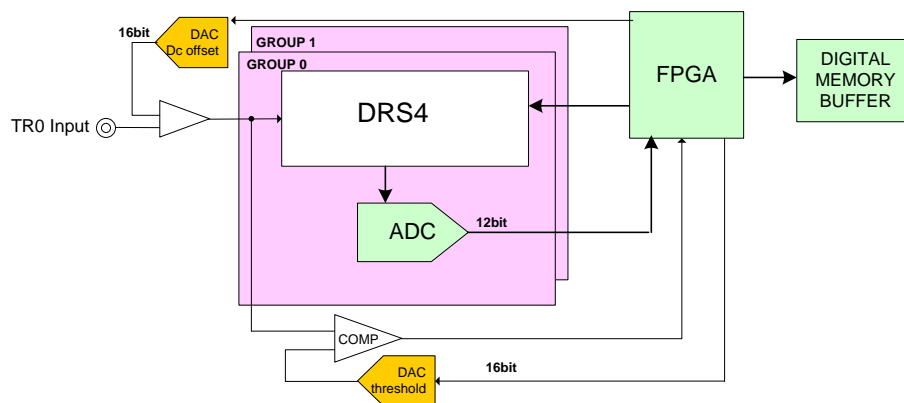 16bit
DAC
Dc offset
GROUP 1
GROUP 0
FPGA
DIGITAL
MEMORY
BUFFER
TR0 Input
DRS4
ADC
12bit
COMP
DAC
threshold
16bit